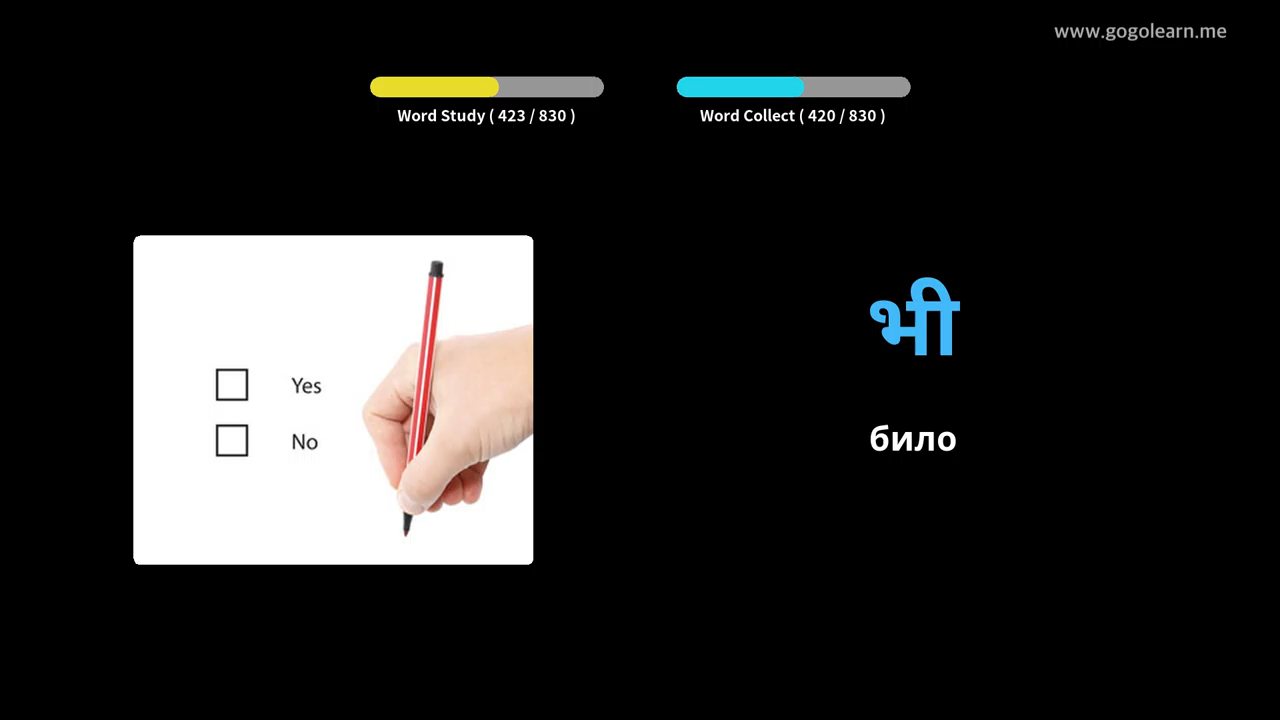 www.gogolearn.me
Word Study ( 423 / 830 )
Word Collect ( 420 / 830 )
Yes
No
भी
било